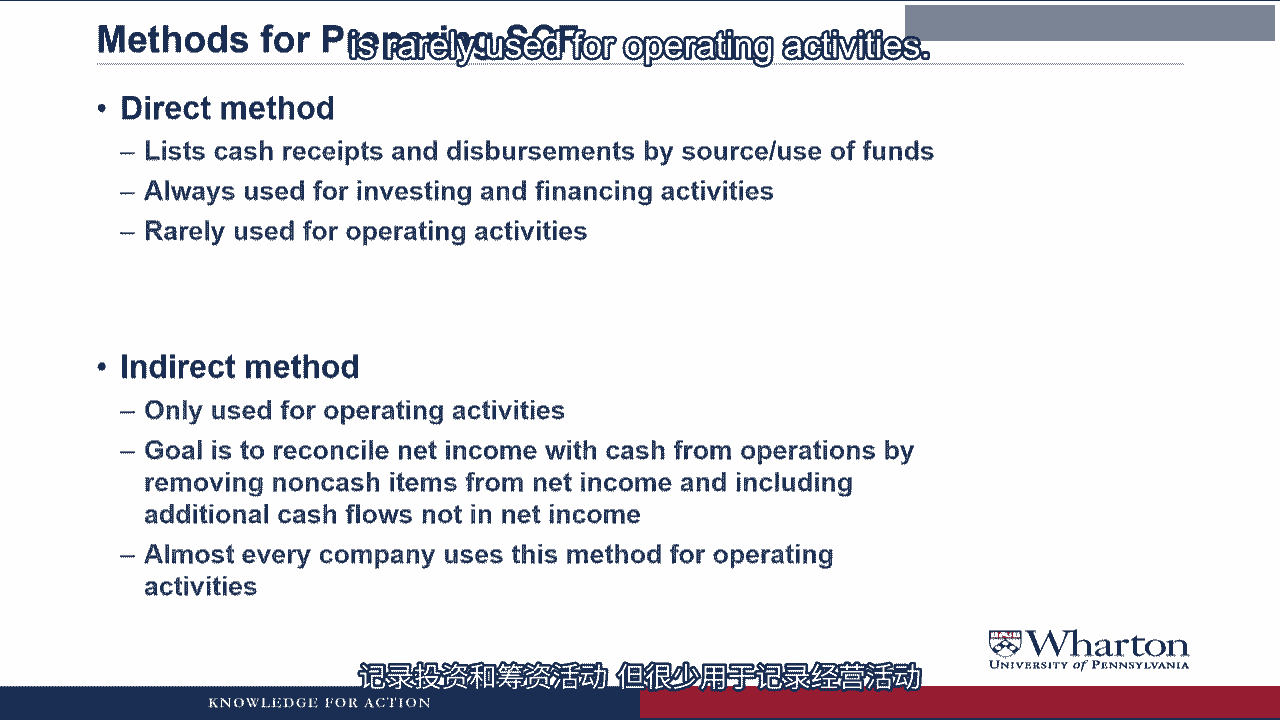 Methods for Preparing SCF
is rarely used for operating activities.
• Direct method
– Lists cash receipts and disbursements by source/use of funds
– Always used for investing and financing activities
– Rarely used for operating activities
• Indirect method
– Only used for operating activities
– Goal is to reconcile net income with cash from operations by
removing noncash items from net income and including
additional cash flows not in net income
– Almost every company uses this method for operating
activities
Wharton
UNIVERSITY of PENNSYLVANIA
记录投资和筹资活动 但很少用于记录经营活动
KNOWLEDGE FOR ACTION